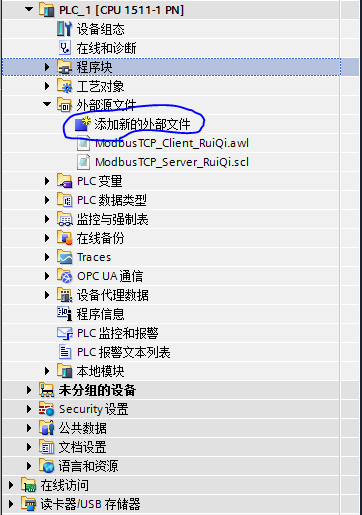 PLC_1 [CPU 1511-1 PN]
设备组态
在线和诊断
程序块
工艺对象
外部源文件
添加新的外部文件
ModbusTCP_Client_RuiQi.awl
ModbusTCP_Server_RuiQi.scl
PLC 变量
PLC 数据类型
监控与强制表
在线备份
Traces
OPC UA 通信
设备代理数据
程序信息
PLC 监控和报警
PLC 报警文本列表
本地模块
未分组的设备
Security 设置
公共数据
文档设置
语言和资源
在线访问
读卡器/USB 存储器